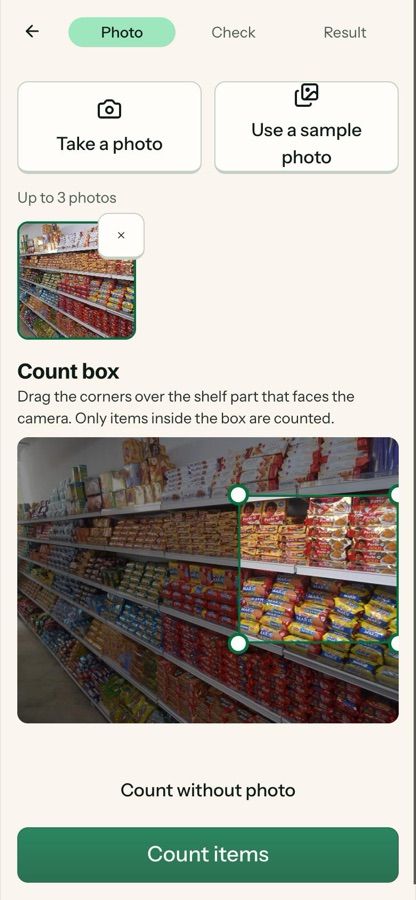 Photo
Check
Result
Take a photo
Use a sample
photo
Up to 3 photos
×
Count box
Drag the corners over the shelf part that faces the
camera. Only items inside the box are counted.
Count without photo
Count items